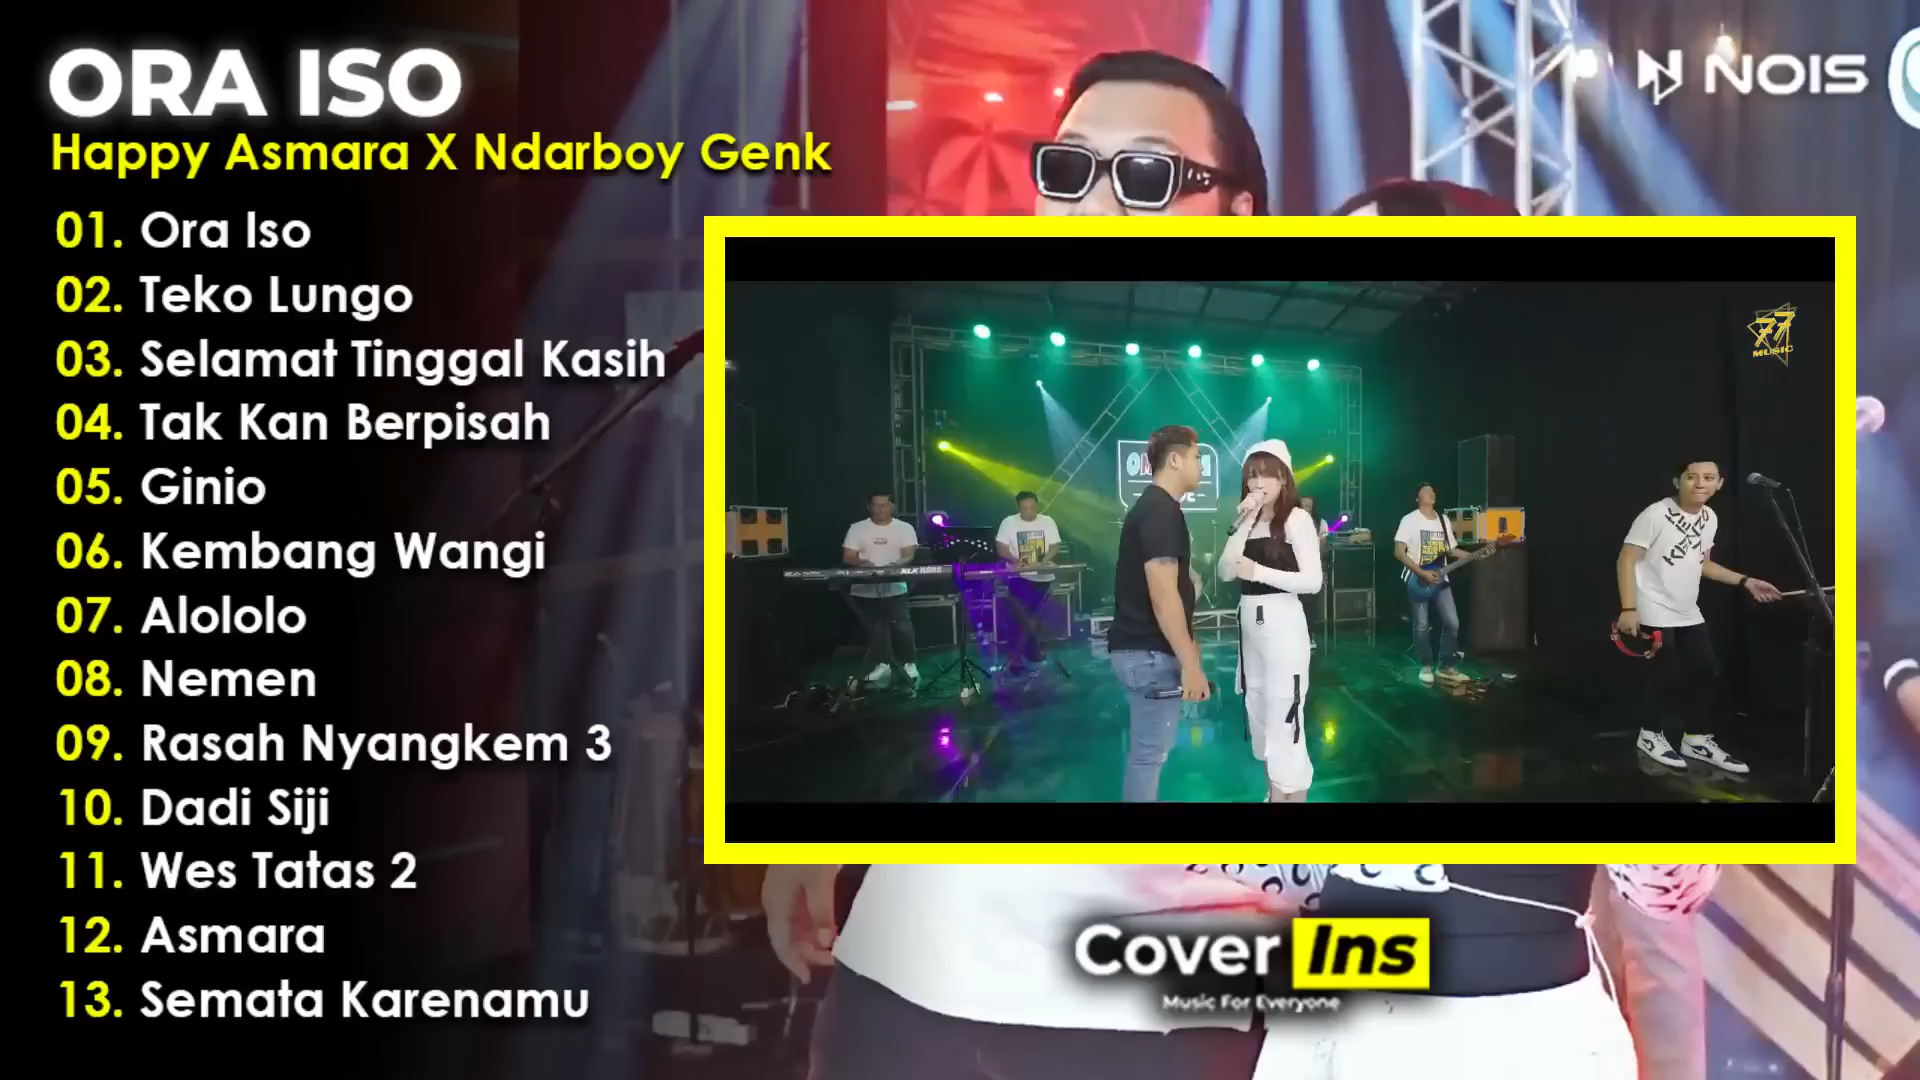 ORA ISO
Happy Asmara X Ndarboy Genk
01. Ora Iso
02. Teko Lungo
03. Selamat Tinggal Kasih
04. Tak Kan Berpisah
05. Ginio
06. Kembang Wangi
07. Alololo
08. Nemen
09. Rasah Nyangkem 3
10. Dadi Siji
11. Wes Tatas 2
12. Asmara
13. Semata Karenamu
NOIS
77
MUSIC
Cover Ins
Music For Everyone